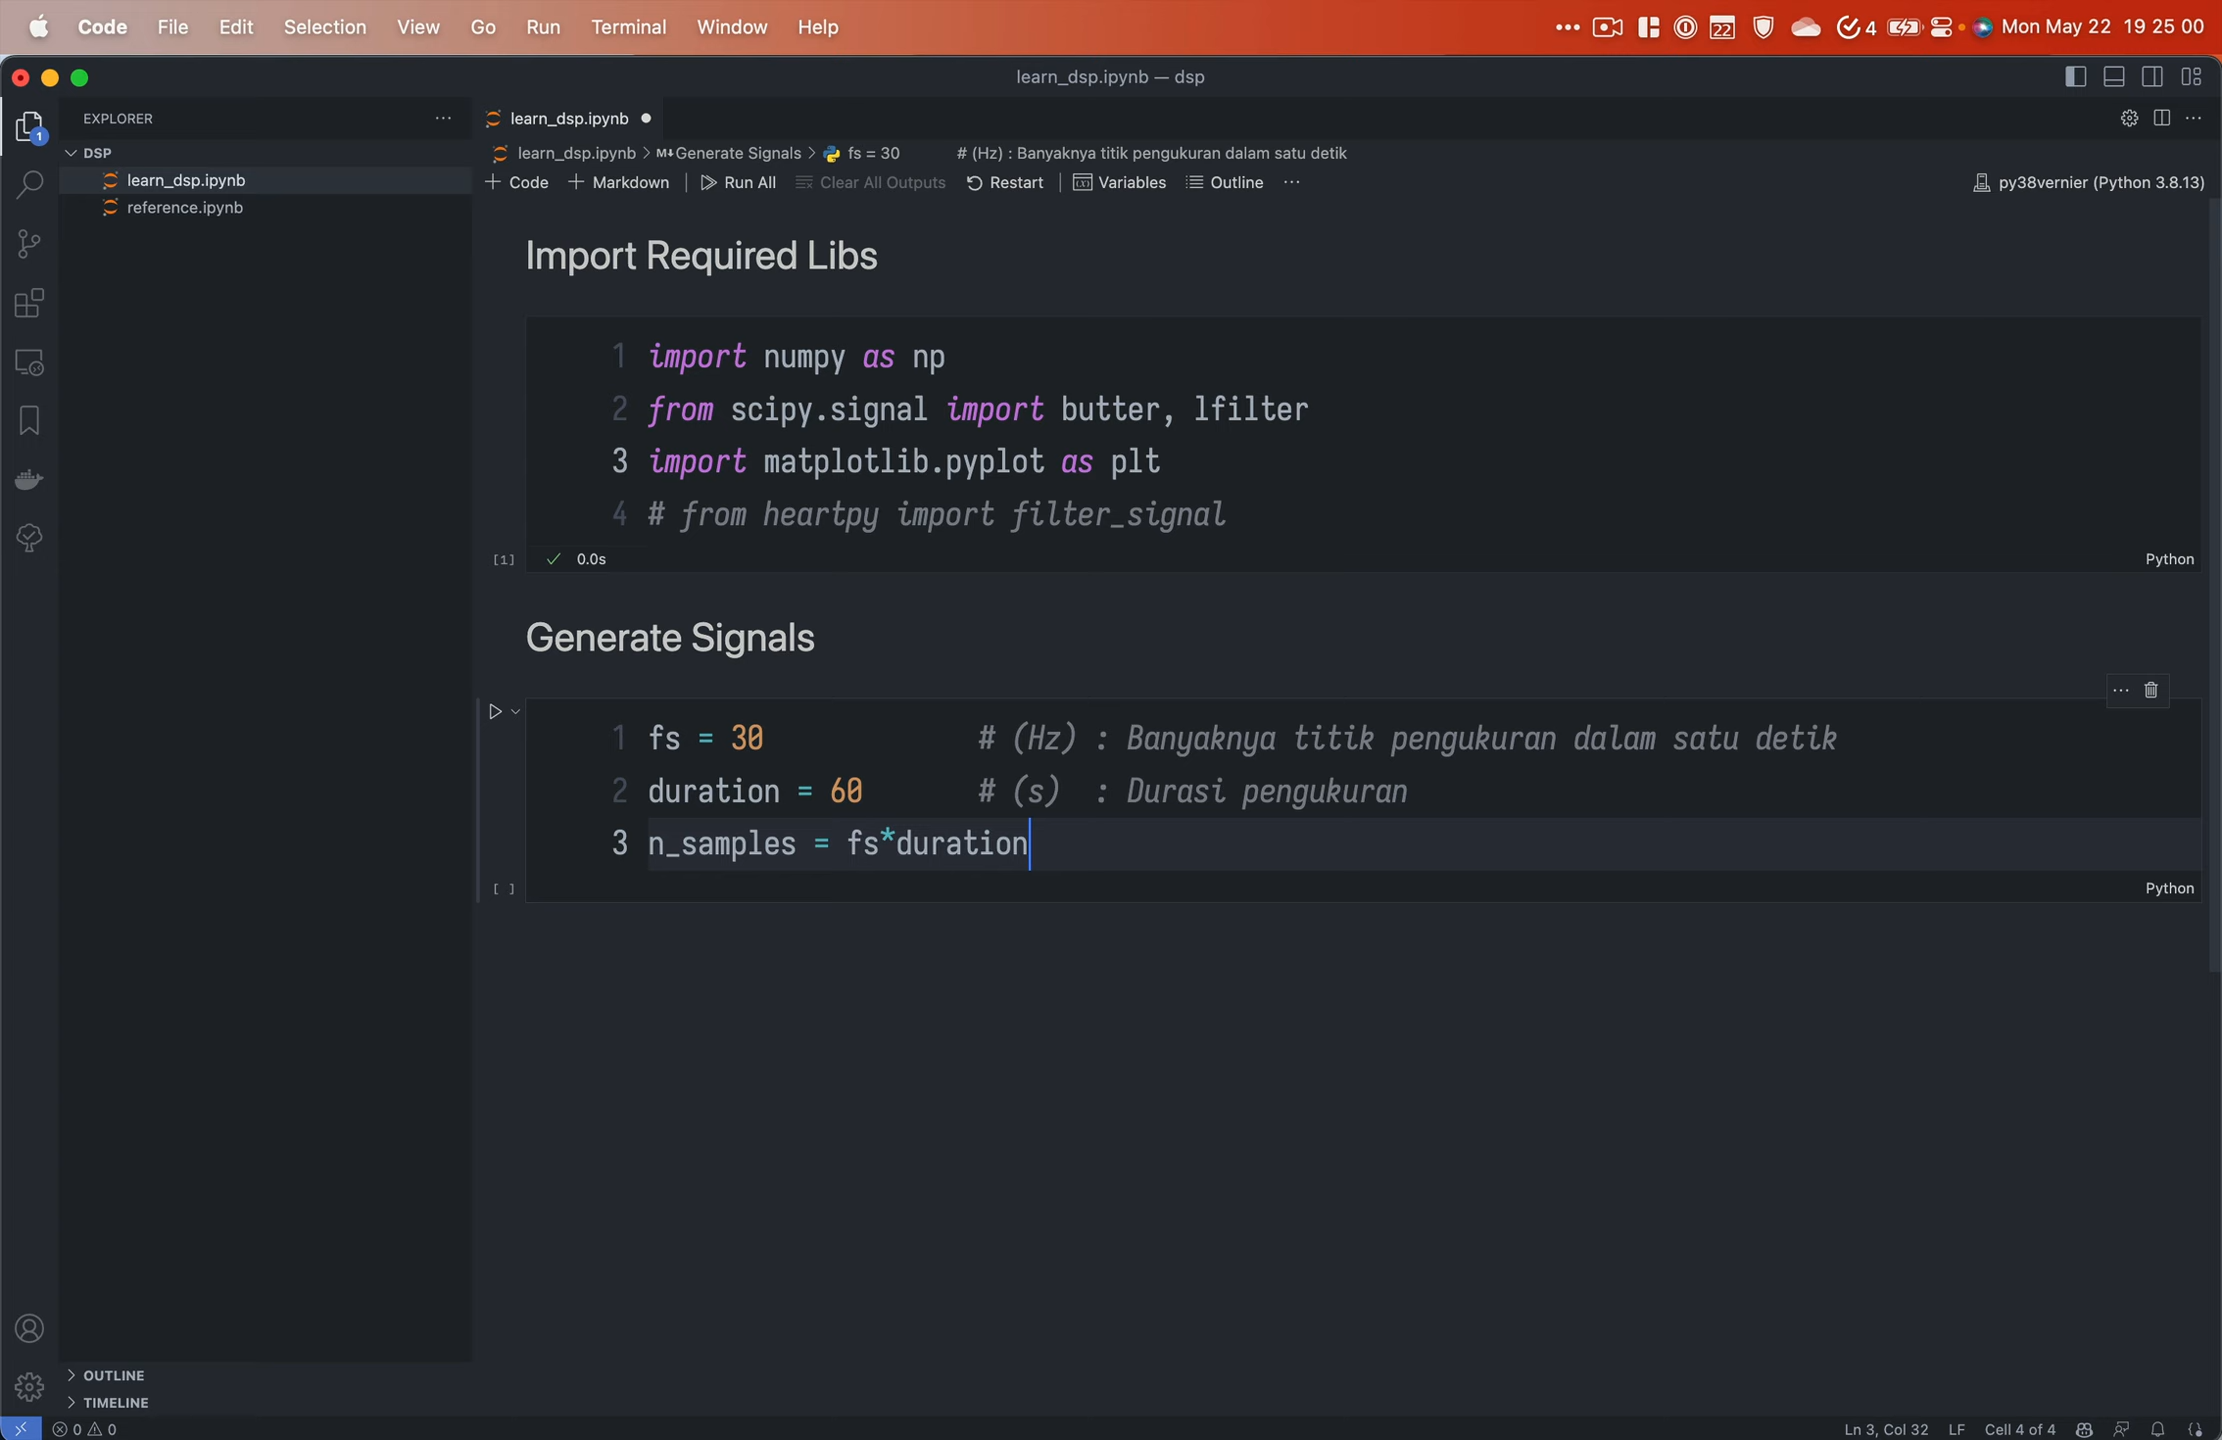 Code File Edit Selection View Go Run Terminal Window Help 22 4 Mon May 22 19 25 00
learn_dsp.ipynb — dsp
EXPLORER
learn_dsp.ipynb
DSP
learn_dsp.ipynb > M↓Generate Signals > fs = 30 # (Hz) : Banyaknya titik pengukuran dalam satu detik
1
learn_dsp.ipynb
reference.ipynb
+ Code + Markdown Run All Clear All Outputs Restart Variables Outline ... py38vernier (Python 3.8.13)
Import Required Libs
1 import numpy as np
2 from scipy.signal import butter, lfilter
3 import matplotlib.pyplot as plt
4 # from heartpy import filter_signal
[1] ✓ 0.0s Python
Generate Signals
1 fs = 30 # (Hz) : Banyaknya titik pengukuran dalam satu detik
2 duration = 60 # (s) : Durasi pengukuran
3 n_samples = fs*duration
[ ] Python
OUTLINE
TIMELINE
0 0 Ln 3, Col 32 LF Cell 4 of 4